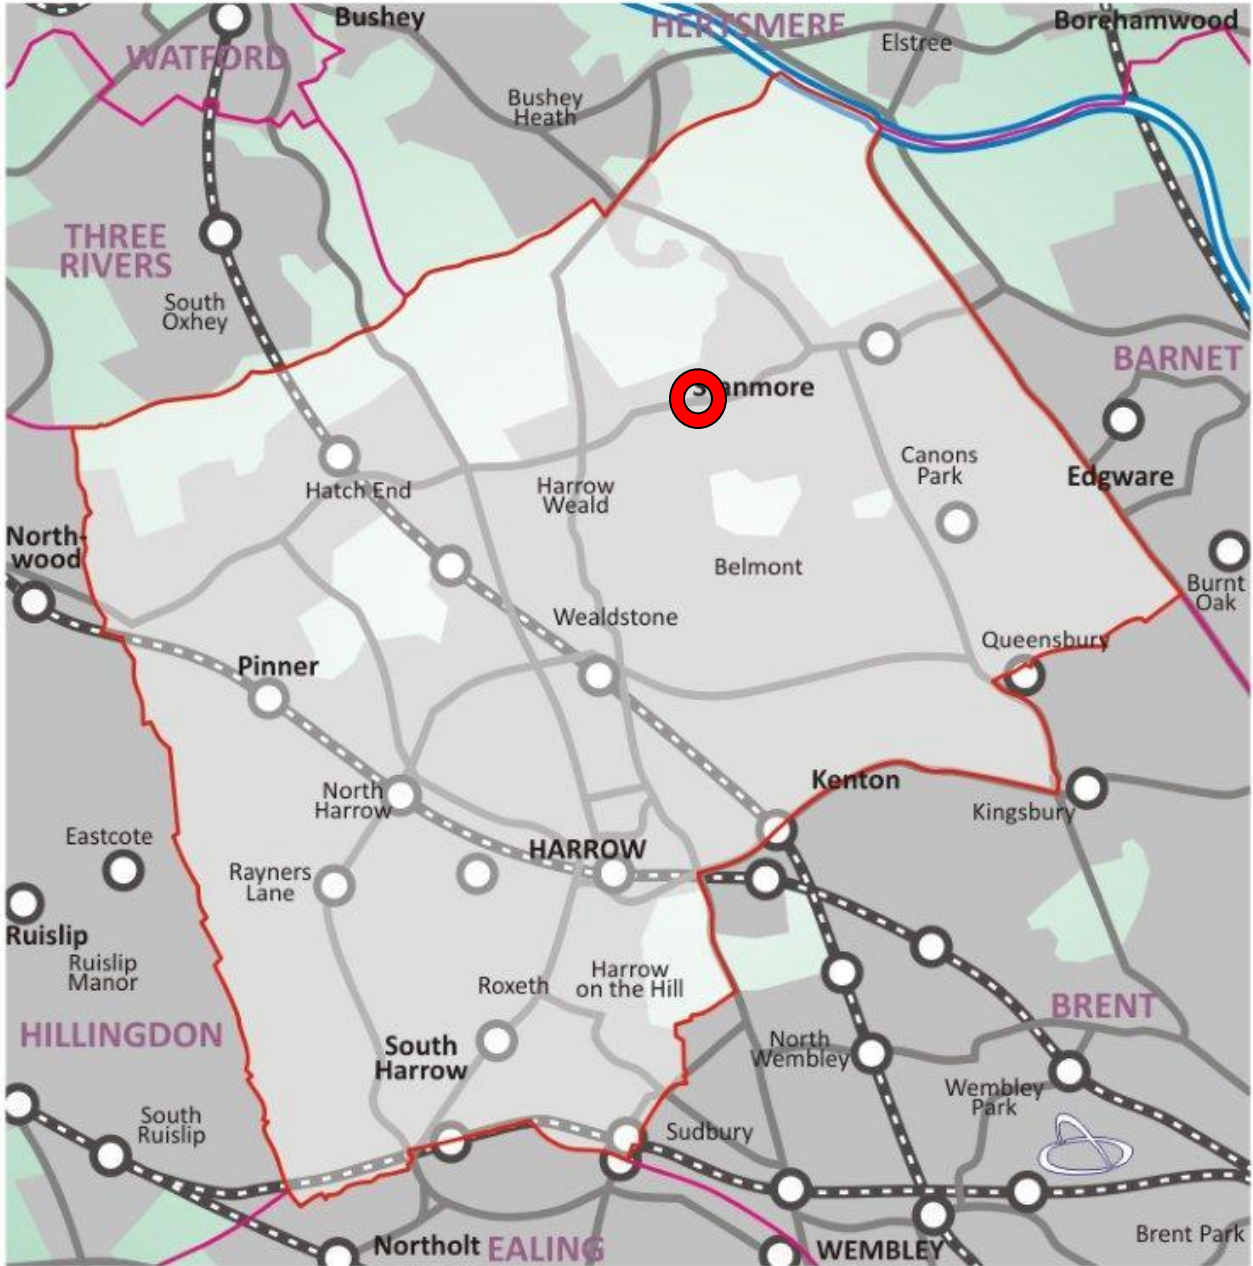 Bushey
HERTSMERE
Borehamwood
WATFORD
Elstree
Bushey
Heath
THREE
RIVERS
South
Oxhey
BARNET
Canons
Park
Edgware
Hatch End
Harrow
Weald
North-
wood
Belmont
Burnt
Oak
Wealdstone
Queensbury
Pinner
Kenton
North
Harrow
Kingsbury
Eastcote
HARROW
Rayners
Lane
Ruislip
Ruislip
Manor
Roxeth
Harrow
on the Hill
BRENT
HILLINGDON
South
Harrow
North
Wembley
Wembley
Park
South
Ruislip
Sudbury
Brent Park
Northolt
EALING
WEMBLEY